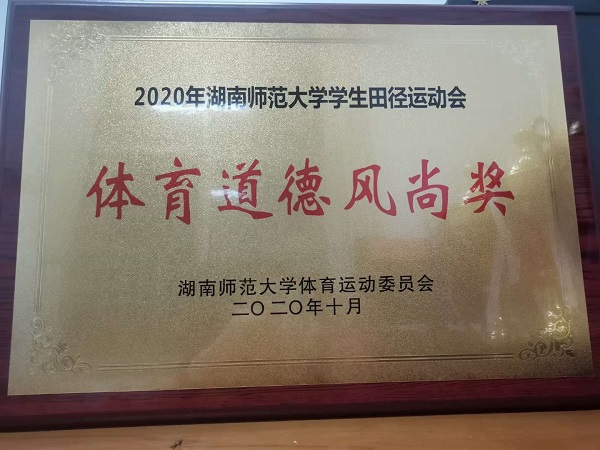 2020年湖南师范大学学生田径运动会
体育道德风尚奖
湖南师范大学体育运动委员会
二〇二〇年十月